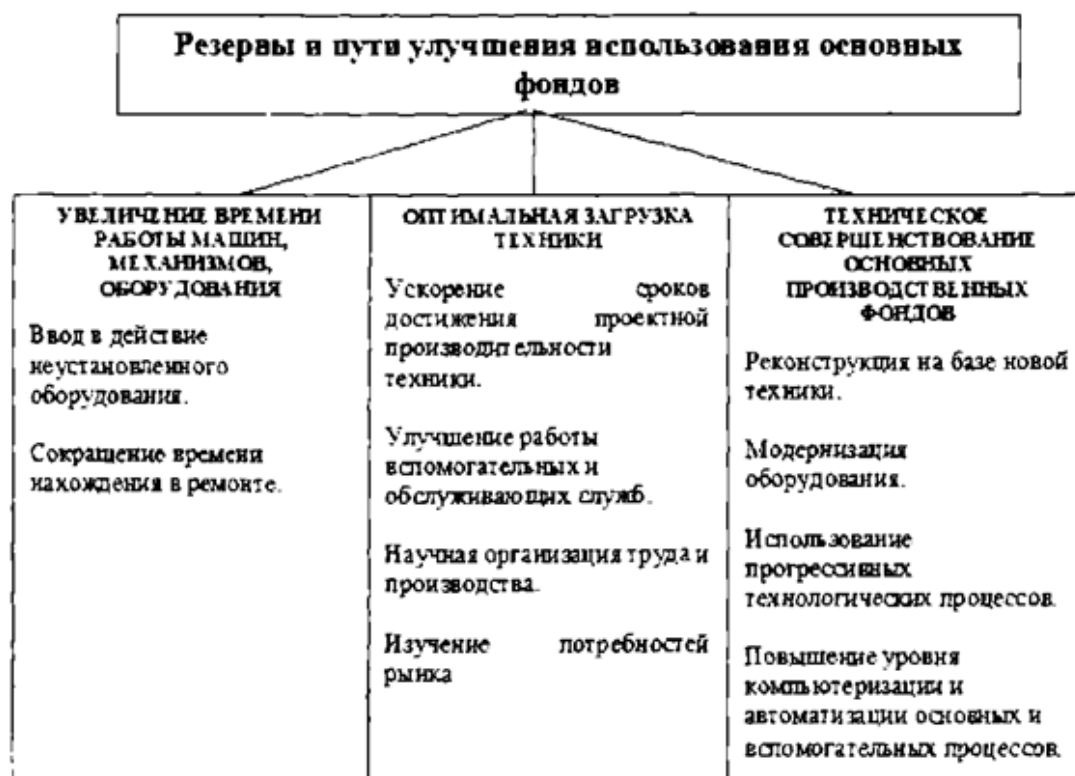 Резервы и пути улучшения использования основных
фондов
УВЕЛИЧЕНИЕ ВРЕМЕНИ
РАБОТЫ МАШИН,
МЕХАНИЗМОВ,
ОБОРУДОВАНИЯ
Ввод в действие
неустановленного
оборудования.
Сокращение времени
нахождения в ремонте.
ОПТИМАЛЬНАЯ ЗАГРУЗКА
ТЕХНИКИ
Ускорение сроков
достижения проектной
производительности
техники.
Улучшение работы
вспомогательных и
обслуживающих служб.
Научная организация труда и
производства.
Изучение потребностей
рынка
ТЕХНИЧЕСКОЕ
СОВЕРШЕНСТВОВАНИЕ
ОСНОВНЫХ
ПРОИЗВОДСТВЕННЫХ
ФОНДОВ
Реконструкция на базе новой
техники.
Модернизация
оборудования.
Использование
прогрессивных
технологических процессов.
Повышение уровня
компьютеризации и
автоматизации основных и
вспомогательных процессов.